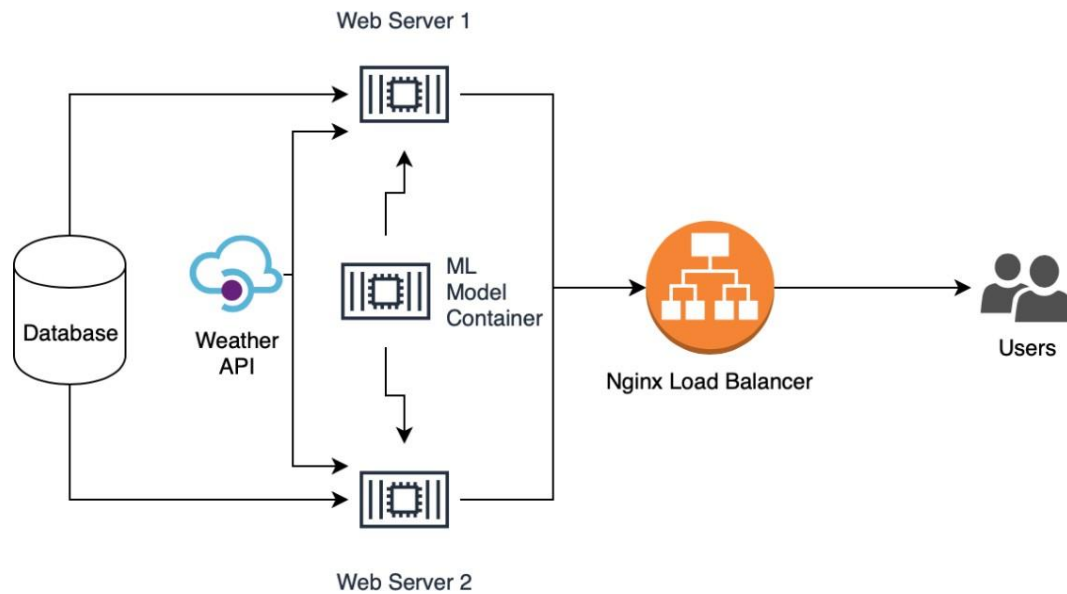 Web Server 1
Database
Weather
API
ML
Model
Container
Nginx Load Balancer
Users
Web Server 2